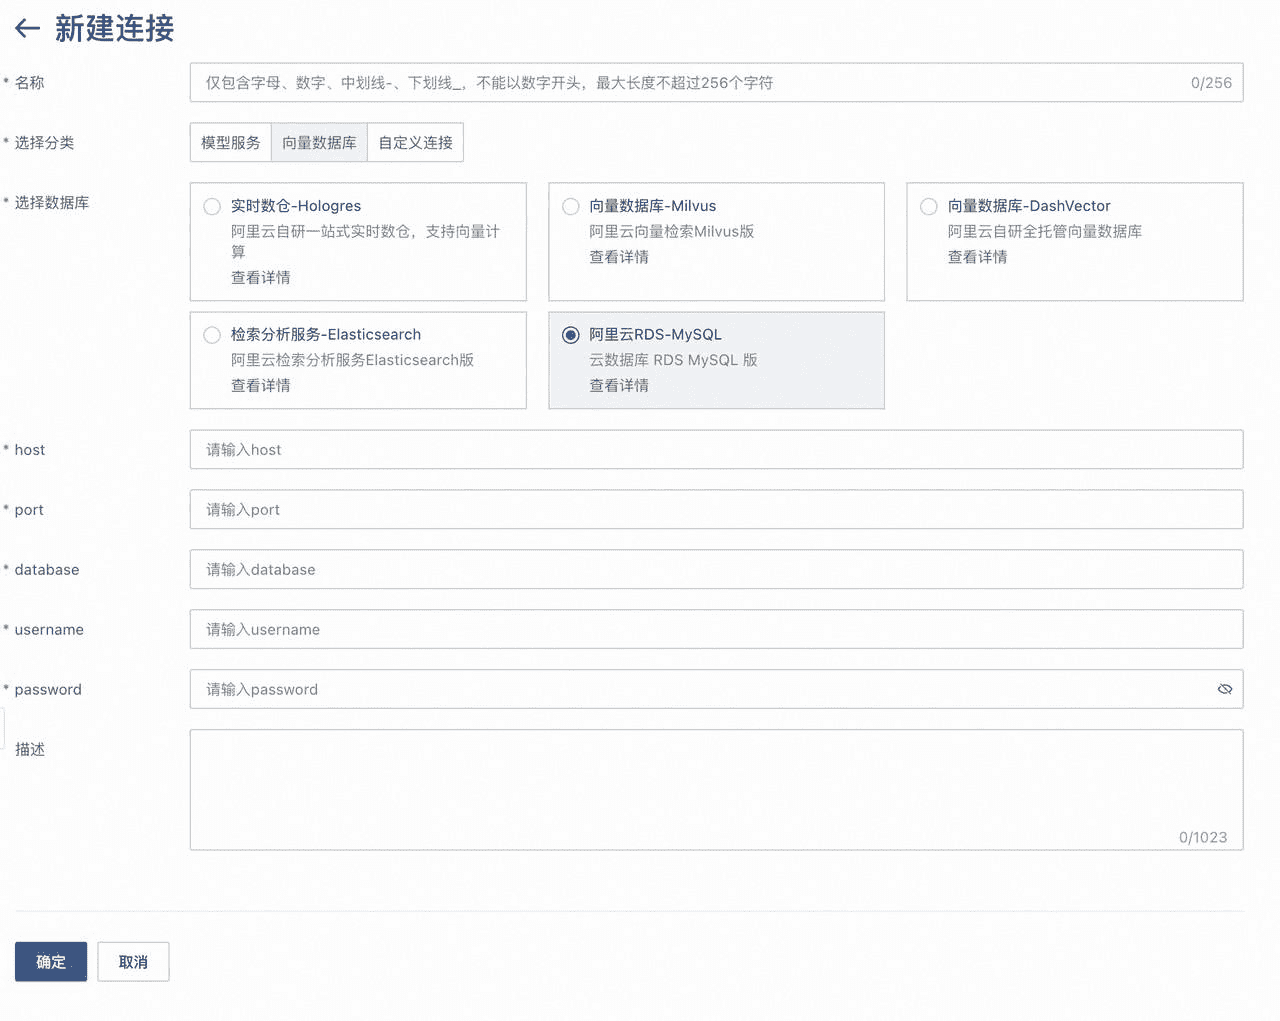 新建连接
* 名称
仅包含字母、数字、中划线-、下划线_，不能以数字开头，最大长度不超过256个字符
0/256
* 选择分类
模型服务 向量数据库 自定义连接
* 选择数据库
实时数仓-Hologres
阿里云自研一站式实时数仓，支持向量计
算
查看详情
向量数据库-Milvus
阿里云向量检索Milvus版
查看详情
向量数据库-DashVector
阿里云自研全托管向量数据库
查看详情
检索分析服务-Elasticsearch
阿里云检索分析服务Elasticsearch版
查看详情
阿里云RDS-MySQL
云数据库 RDS MySQL 版
查看详情
* host
请输入host
* port
请输入port
* database
请输入database
* username
请输入username
* password
请输入password
描述
0/1023
确定 取消